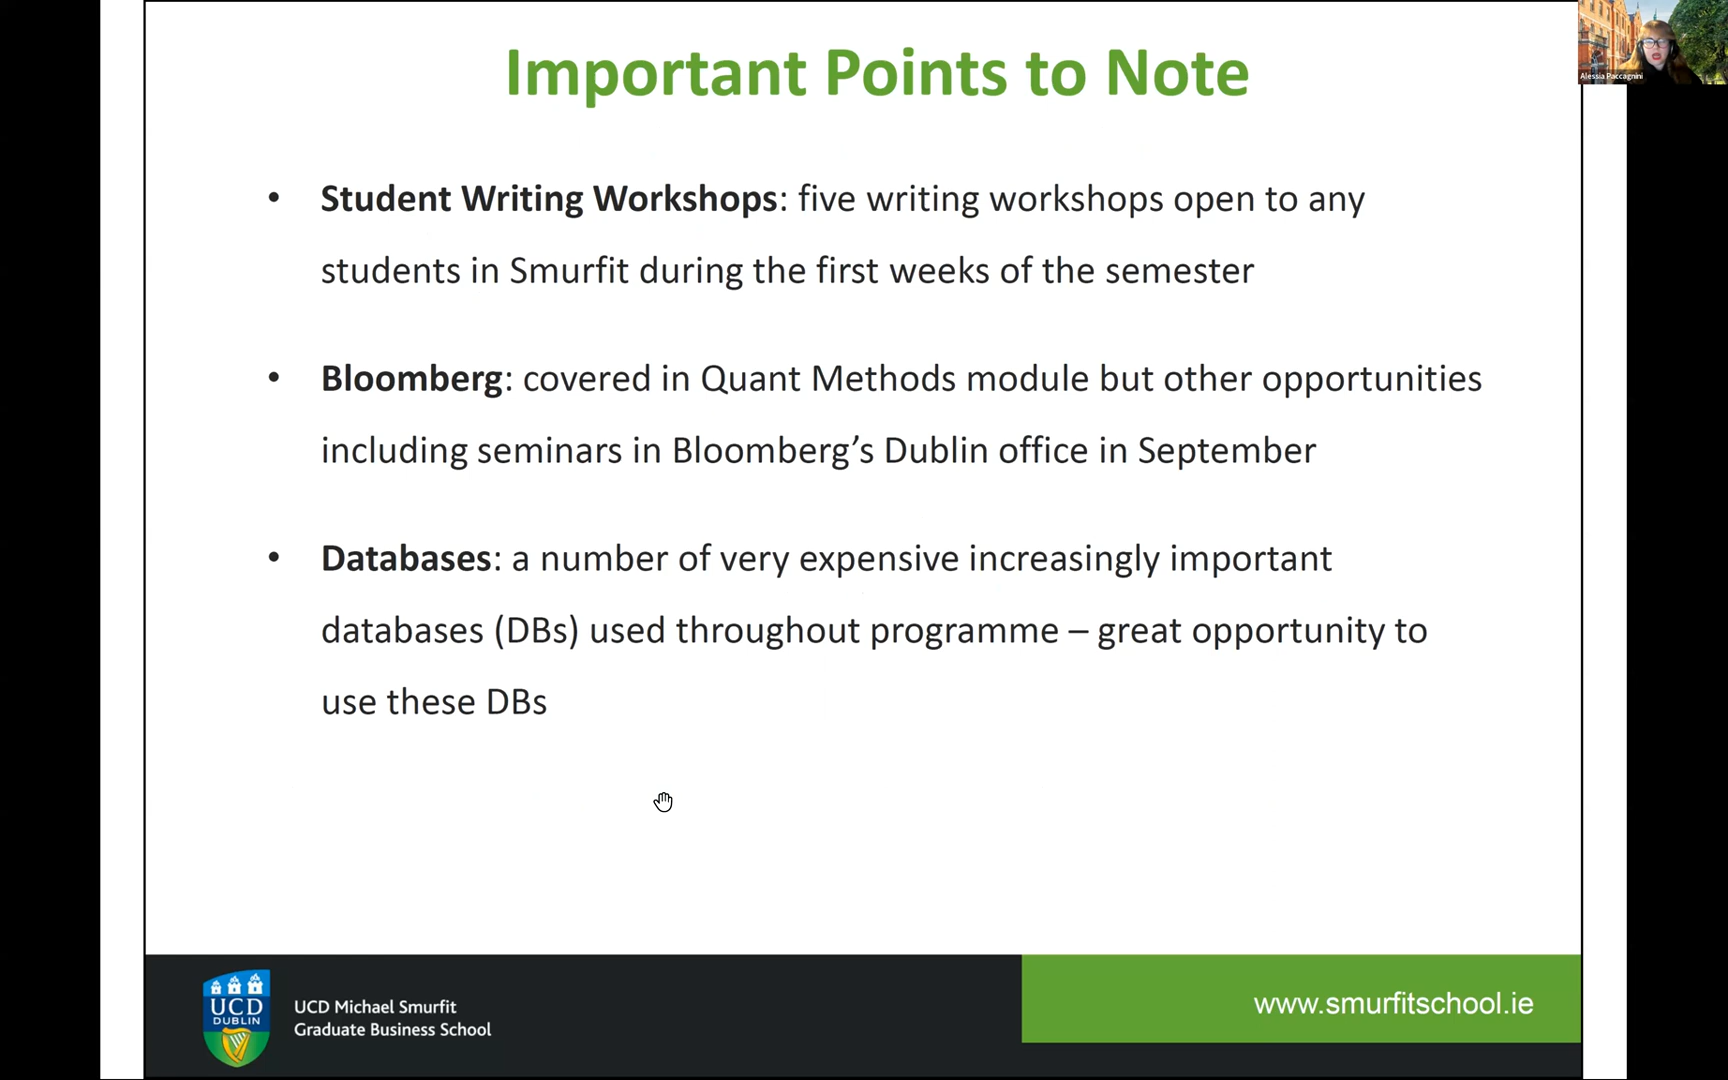 Important Points to Note
Alessia Paccagnini
• Student Writing Workshops: five writing workshops open to any
students in Smurfit during the first weeks of the semester
• Bloomberg: covered in Quant Methods module but other opportunities
including seminars in Bloomberg’s Dublin office in September
• Databases: a number of very expensive increasingly important
databases (DBs) used throughout programme – great opportunity to
use these DBs
UCD
DUBLIN
UCD Michael Smurfit
Graduate Business School
www.smurfitschool.ie